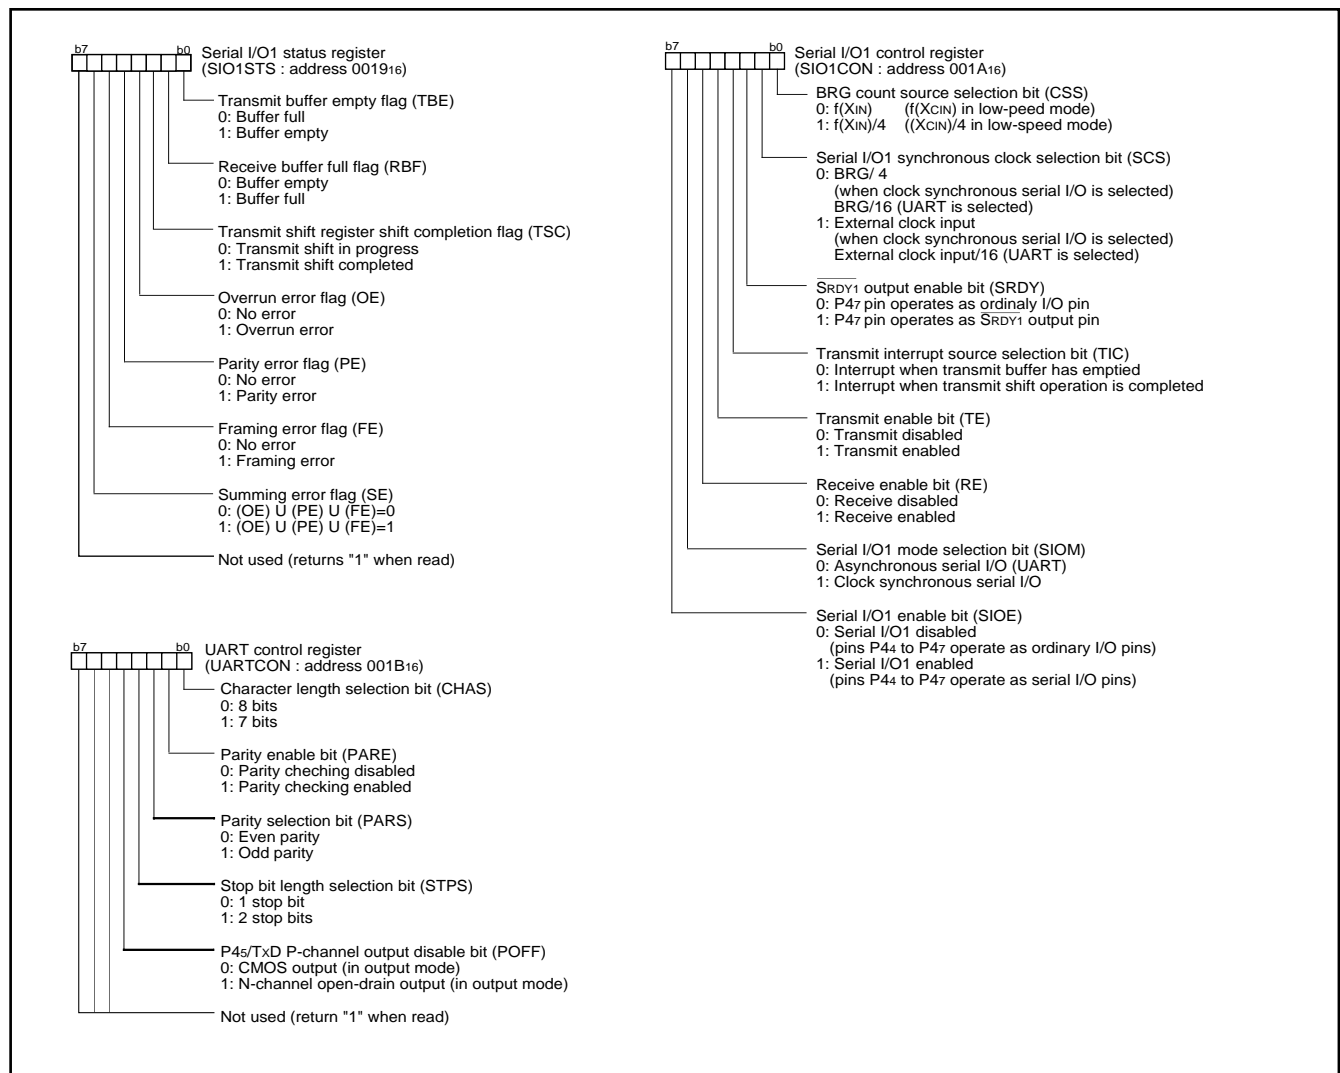 b7 b0 Serial I/O1 status register
(SIO1STS : address 001916)
Transmit buffer empty flag (TBE)
0: Buffer full
1: Buffer empty
Receive buffer full flag (RBF)
0: Buffer empty
1: Buffer full
Transmit shift register shift completion flag (TSC)
0: Transmit shift in progress
1: Transmit shift completed
Overrun error flag (OE)
0: No error
1: Overrun error
Parity error flag (PE)
0: No error
1: Parity error
Framing error flag (FE)
0: No error
1: Framing error
Summing error flag (SE)
0: (OE) U (PE) U (FE)=0
1: (OE) U (PE) U (FE)=1
Not used (returns "1" when read)
b7 b0 UART control register
(UARTCON : address 001B16)
Character length selection bit (CHAS)
0: 8 bits
1: 7 bits
Parity enable bit (PARE)
0: Parity cheching disabled
1: Parity checking enabled
Parity selection bit (PARS)
0: Even parity
1: Odd parity
Stop bit length selection bit (STPS)
0: 1 stop bit
1: 2 stop bits
P45/TXD P-channel output disable bit (POFF)
0: CMOS output (in output mode)
1: N-channel open-drain output (in output mode)
Not used (return "1" when read)
b7 b0 Serial I/O1 control register
(SIO1CON : address 001A16)
BRG count source selection bit (CSS)
0: f(XIN) (f(XCIN) in low-peed mode)
1: f(XIN)/4 ((XCIN)/4 in low-speed mode)
Serial I/O1 synchronous clock selection bit (SCS)
0: BRG/ 4
(when clock synchronous serial I/O is selected)
BRG/16 (UART is selected)
1: External clock input
(when clock synchronous serial I/O is selected)
External clock input/16 (UART is selected)
SRDY1 output enable bit (SRDY)
0: P47 pin operates as ordinaly I/O pin
1: P47 pin operates as SRDY1 output pin
Transmit interrupt source selection bit (TIC)
0: Interrupt when transmit buffer has emptied
1: Interrupt when transmit shift operation is completed
Transmit enable bit (TE)
0: Transmit disabled
1: Transmit enabled
Receive enable bit (RE)
0: Receive disabled
1: Receive enabled
Serial I/O1 mode selection bit (SIOM)
0: Asynchronous serial I/O (UART)
1: Clock synchronous serial I/O
Serial I/O1 enable bit (SIOE)
0: Serial I/O1 disabled
(pins P44 to P47 operate as ordinary I/O pins)
1: Serial I/O1 enabled
(pins P44 to P47 operate as serial I/O pins)